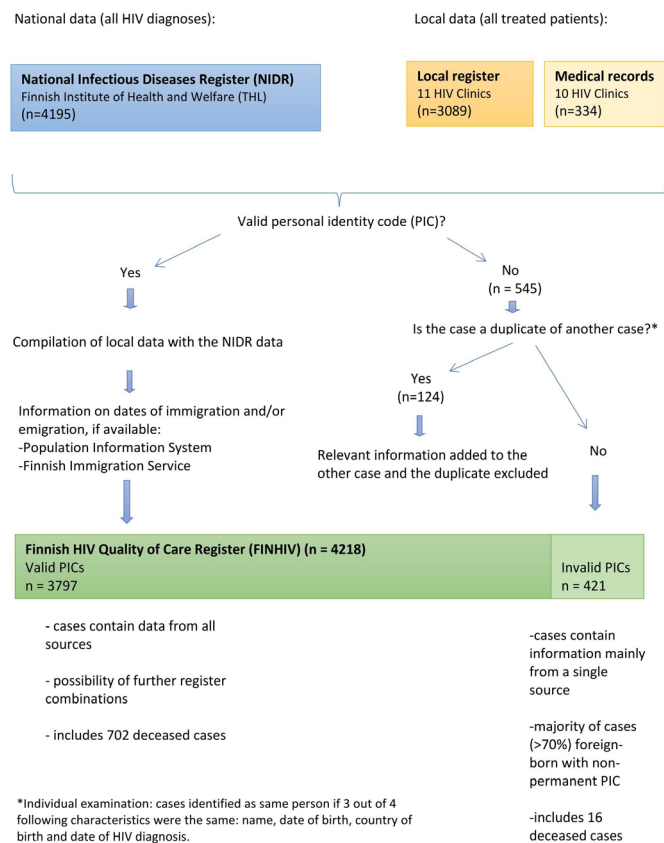 National data (all HIV diagnoses):
Local data (all treated patients):
National Infectious Diseases Register (NIDR)
Finnish Institute of Health and Welfare (THL)
(n=4195)
Local register
11 HIV Clinics
(n=3089)
Medical records
10 HIV Clinics
(n=334)
Valid personal identity code (PIC)?
Yes
No
(n = 545)
Compilation of local data with the NIDR data
Is the case a duplicate of another case?*
Information on dates of immigration and/or
emigration, if available:
-Population Information System
-Finnish Immigration Service
Yes
(n=124)
Relevant information added to the
other case and the duplicate excluded
No
Finnish HIV Quality of Care Register (FINHIV) (n = 4218)
Valid PICs
n = 3797
Invalid PICs
n = 421
- cases contain data from all
sources
- possibility of further register
combinations
- includes 702 deceased cases
-cases contain
information mainly
from a single
source
-majority of cases
(>70%) foreign-
born with non-
permanent PIC
-includes 16
deceased cases
*Individual examination: cases identified as same person if 3 out of 4
following characteristics were the same: name, date of birth, country of
birth and date of HIV diagnosis.